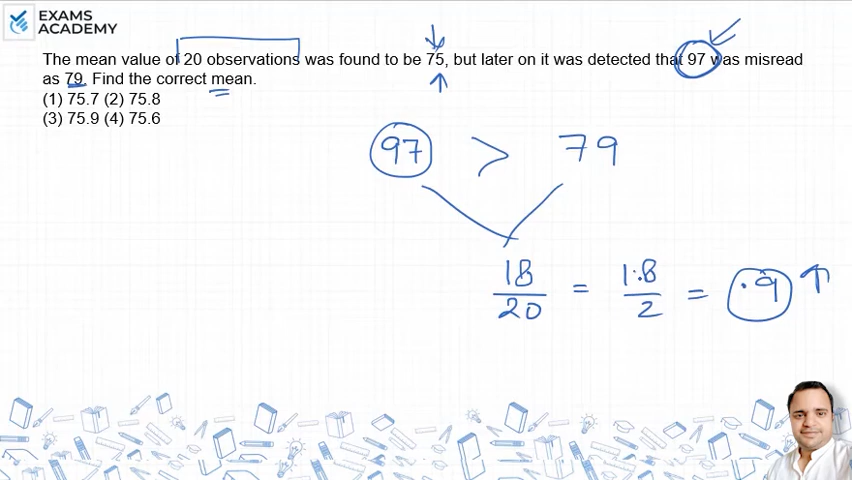 EXAMS
ACADEMY
The mean value of 20 observations was found to be 75, but later on it was detected that 97 was misread
as 79. Find the correct mean.
(1) 75.7 (2) 75.8
(3) 75.9 (4) 75.6
97 > 79
18/20 = 1.8/2 = .9 ↑